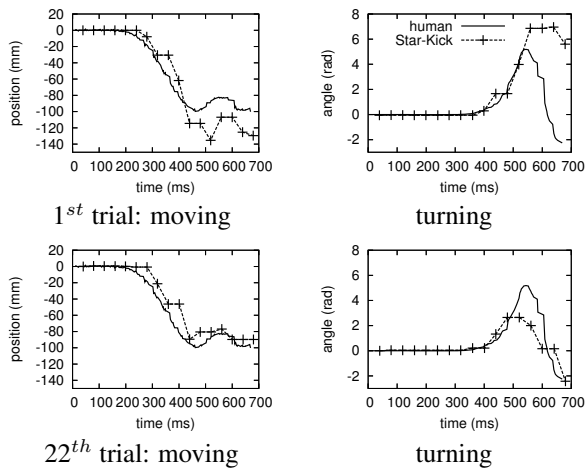 20
0
-20
-40
-60
-80
-100
-120
-140
position (mm)
0 100 200 300 400 500 600 700
time (ms)
8
6
4
2
0
-2
angle (rad)
human
Star-Kick
0 100 200 300 400 500 600 700
time (ms)
1st trial: moving turning
20
0
-20
-40
-60
-80
-100
-120
-140
position (mm)
0 100 200 300 400 500 600 700
time (ms)
8
6
4
2
0
-2
angle (rad)
0 100 200 300 400 500 600 700
time (ms)
22th trial: moving turning